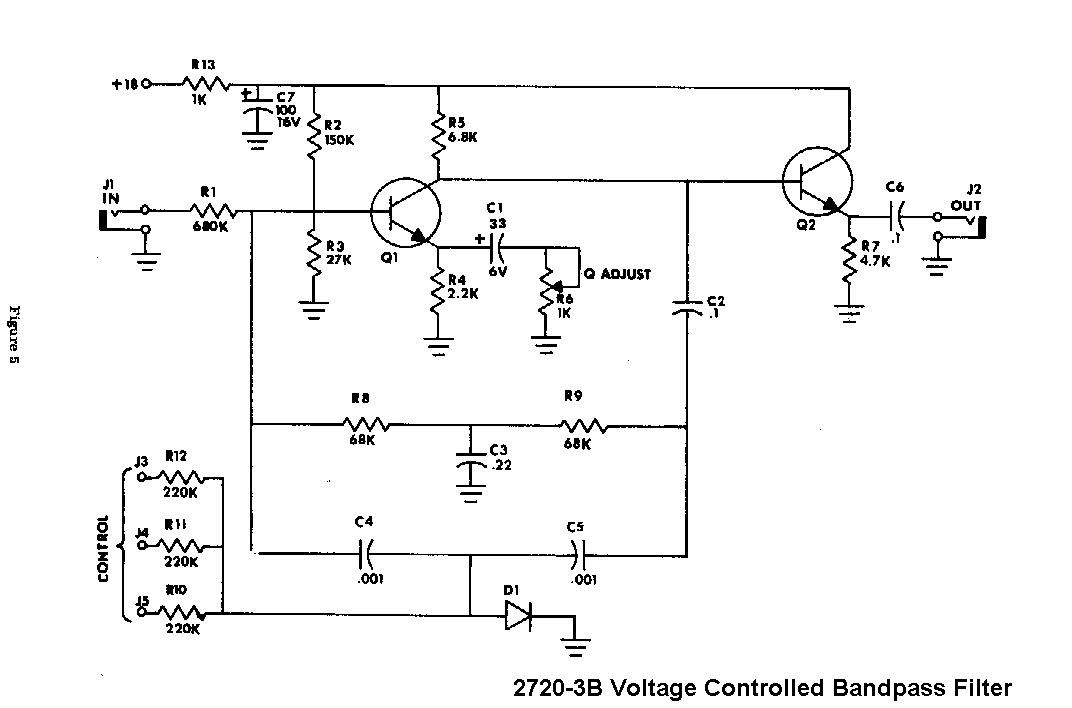 R13
+18
1K
+
C7
100
16V
R2
150K
R5
6.8K
J1
IN
R1
680K
Q1
R3
27K
C1
33
+
6V
R4
2.2K
Q ADJUST
R6
1K
Q2
C6
.1
J2
OUT
R7
4.7K
C2
.1
Figure 5
R8
68K
R9
68K
C3
.22
CONTROL
J3
R12
220K
J4
R11
220K
J5
R10
220K
C4
.001
C5
.001
D1
2720-3B Voltage Controlled Bandpass Filter